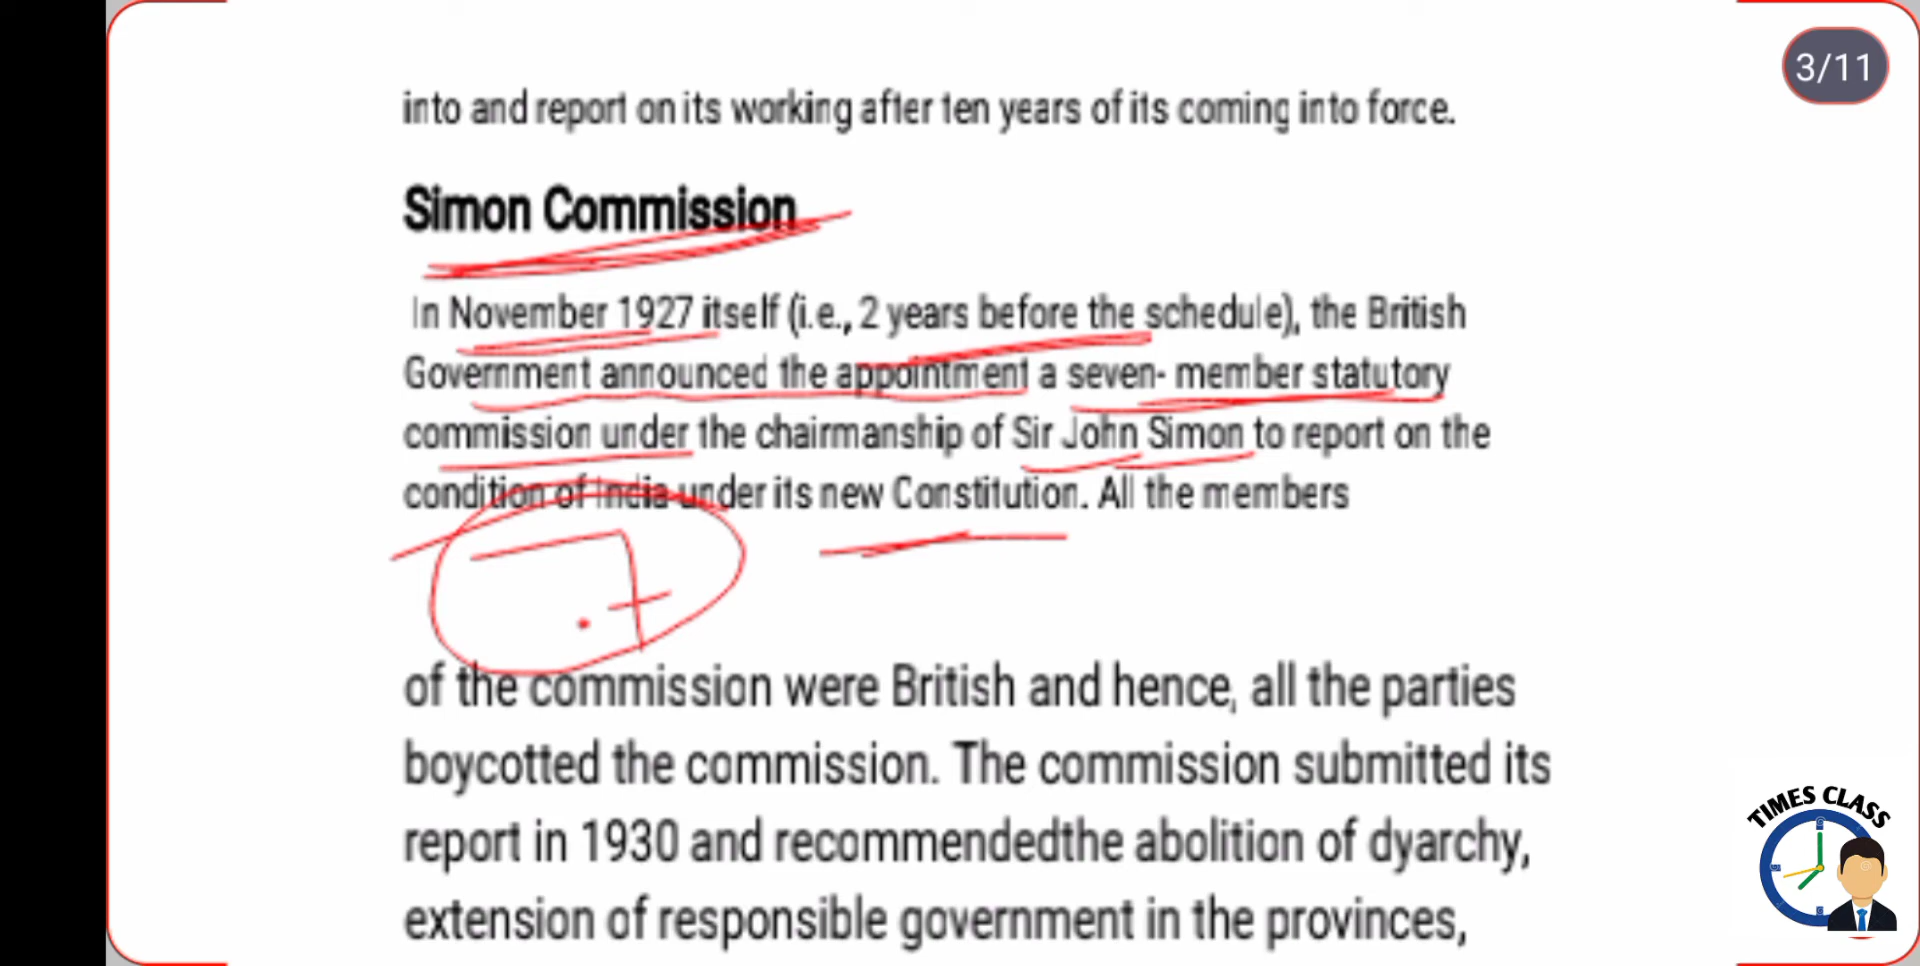 3/11
into and report on its working after ten years of its coming into force.
Simon Commission
In November 1927 itself (i.e., 2 years before the schedule), the British
Government announced the appointment a seven- member statutory
commission under the chairmanship of Sir John Simon to report on the
condition of India under its new Constitution. All the members
7
of the commission were British and hence, all the parties
boycotted the commission. The commission submitted its
report in 1930 and recommendedthe abolition of dyarchy,
extension of responsible government in the provinces,
TIMES CLASS